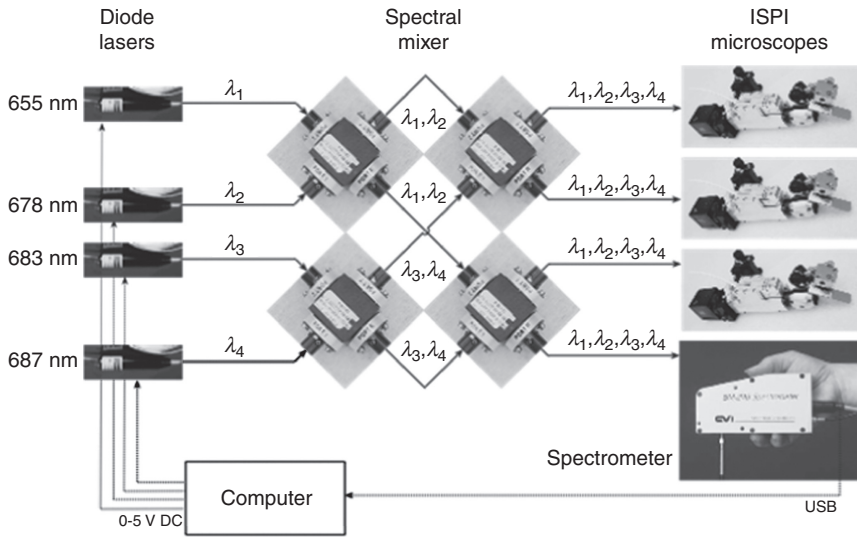 Diode
lasers
Spectral
mixer
ISPI
microscopes
655 nm
λ1
λ1,λ2
λ1,λ2,λ3,λ4
678 nm
λ2
λ1,λ2
λ1,λ2,λ3,λ4
683 nm
λ3
λ3,λ4
λ1,λ2,λ3,λ4
687 nm
λ4
λ3,λ4
λ1,λ2,λ3,λ4
Spectrometer
Computer
0-5 V DC
USB